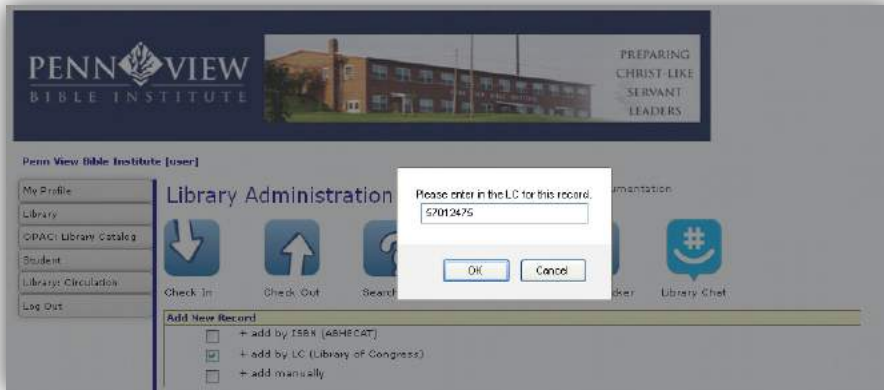 PENN VIEW
BIBLE INSTITUTE
PREPARING
CHRIST-LIKE
SERVANT
LEADERS
Penn View Bible Institute [user]
My Profile
Library
OPAC: Library Catalog
Student
Library: Circulation
Log Out
Library Administration
Please enter in the LC for this record.
57012475
OK
Cancel
Check In
Check Out
Search
Library Chat
Add New Record
+ add by ISBN (ABHECAT)
+ add by LC (Library of Congress)
+ add manually